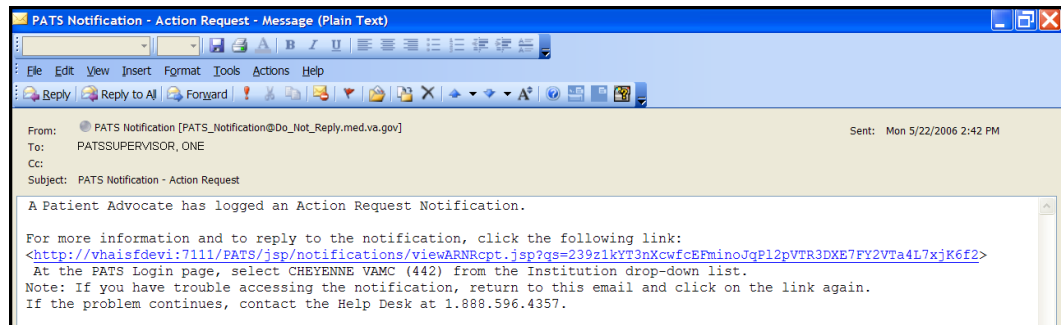 PATS Notification - Action Request - Message (Plain Text)
A B I U
File Edit View Insert Format Tools Actions Help
Reply Reply to All Forward
From: PATS Notification [PATS_Notification@Do_Not_Reply.med.va.gov] Sent: Mon 5/22/2006 2:42 PM
To: PATSSUPERVISOR, ONE
Cc:
Subject: PATS Notification - Action Request
A Patient Advocate has logged an Action Request Notification.
For more information and to reply to the notification, click the following link:
<http://vhaisfdevi:7111/PATS/jsp/notifications/viewARNRcpt.jsp?qs=239z1kYT3nXcwfcEFminoJqPl2pVTR3DXE7FY2VTa4L7xjK6f2>
At the PATS Login page, select CHEYENNE VAMC (442) from the Institution drop-down list.
Note: If you have trouble accessing the notification, return to this email and click on the link again.
If the problem continues, contact the Help Desk at 1.888.596.4357.